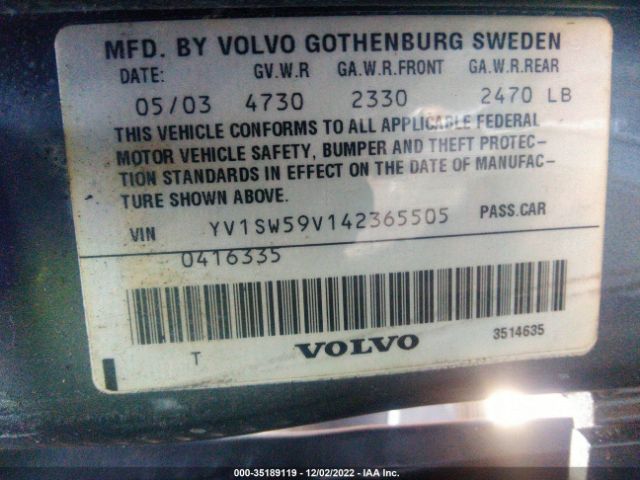 MFD. BY VOLVO GOTHENBURG SWEDEN
DATE: GV.W.R GA.W.R.FRONT GA.W.R.REAR
05/03 4730 2330 2470 LB
THIS VEHICLE CONFORMS TO ALL APPLICABLE FEDERAL
MOTOR VEHICLE SAFETY, BUMPER AND THEFT PROTEC-
TION STANDARDS IN EFFECT ON THE DATE OF MANUFAC-
TURE SHOWN ABOVE.
VIN YV1SW59V142365505 PASS.CAR
0416335
T VOLVO 3514635
000-35189119 - 12/02/2022 - IAA Inc.